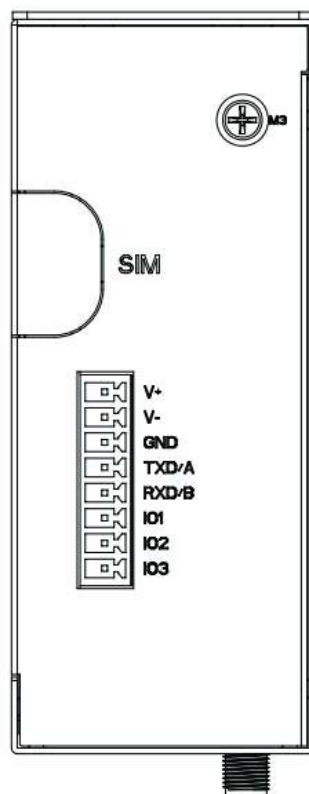 M3
SIM
V+
V-
GND
TXD/A
RXD/B
IO1
IO2
IO3